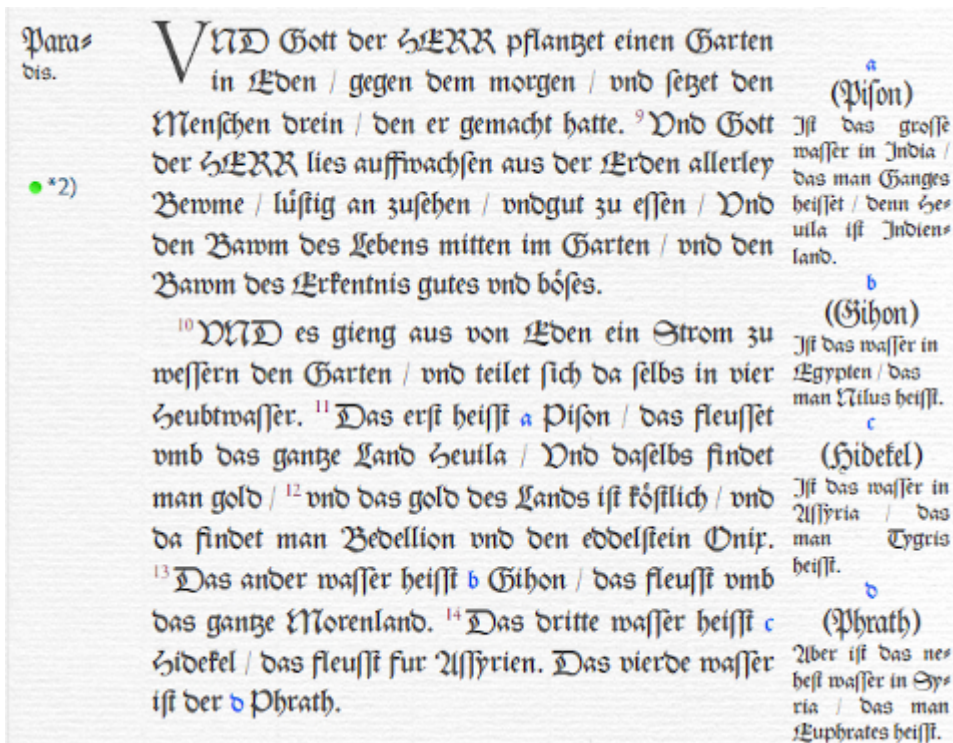 Para⸗
dis.
*2)
VND Gott der HERR pflantzet einen Garten
in Eden / gegen dem morgen / vnd ſetzet den
Menſchen drein / den er gemacht hatte. 9 Vnd Gott
der HERR lies auffwachſen aus der Erden allerley
Bewme / luͤſtig an zuſehen / vndgut zu eſſen / Vnd
den Bawm des Lebens mitten im Garten / vnd den
Bawm des Erkentnis gutes vnd boͤſes.
10 VND es gieng aus von Eden ein Strom zu
weſſern den Garten / vnd teilet ſich da ſelbs in vier
Heubtwaſſer. 11 Das erſt heiſſt a Piſon / das fleuſſet
vmb das gantze Land Heuila / Vnd daſelbs findet
man gold / 12 vnd das gold des Lands iſt koͤſtlich / vnd
da findet man Bedellion vnd den eddelſtein Onix.
13 Das ander waſſer heiſſt b Gihon / das fleuſſt vmb
das gantze Morenland. 14 Das dritte waſſer heiſſt c
Hidekel / das fleuſſt fur Aſſyrien. Das vierde waſſer
iſt der d Phrath.
a
(Piſon)
Iſt das groſſe
waſſer in India /
das man Ganges
heiſſet / denn He⸗
uila iſt Indien⸗
land.
b
(Gihon)
Iſt das waſſer in
Egypten / das
man Nilus heiſſt.
c
(Hidekel)
Iſt das waſſer in
Aſſyria / das
man Tygris
heiſſt.
d
(Phrath)
Aber iſt das ne⸗
heſt waſſer in Sy⸗
ria / das man
Euphrates heiſſt.